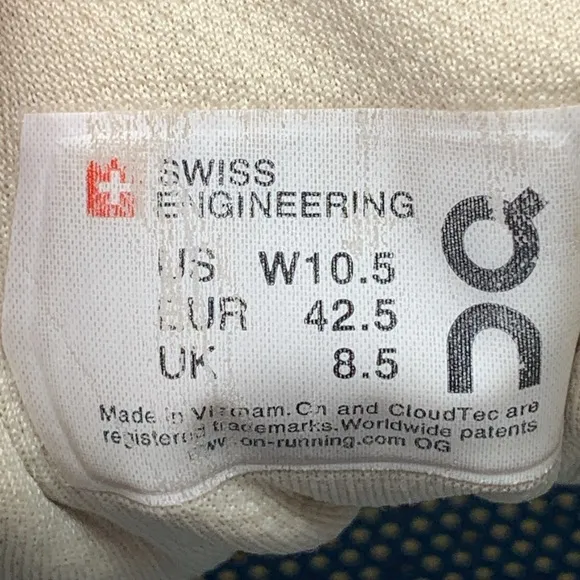 SWISS
ENGINEERING
US W10.5
EUR 42.5
UK 8.5
Made in Vietnam. On and CloudTec are
registered trademarks. Worldwide patents
www.on-running.com OG